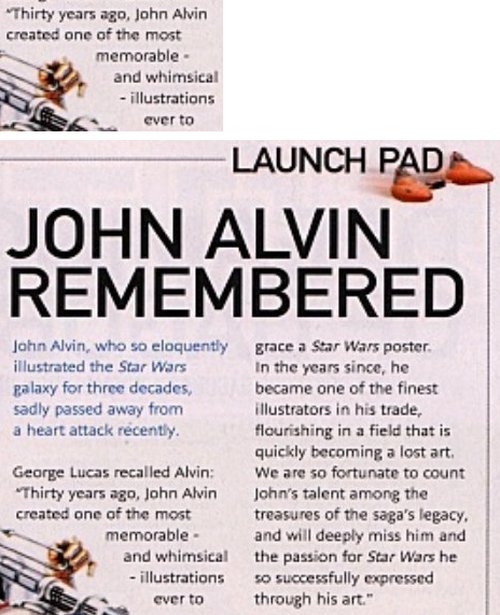 "Thirty years ago, John Alvin
created one of the most
memorable -
and whimsical
- illustrations
ever to
LAUNCH PAD
JOHN ALVIN
REMEMBERED
John Alvin, who so eloquently
illustrated the Star Wars
galaxy for three decades,
sadly passed away from
a heart attack recently.
George Lucas recalled Alvin:
"Thirty years ago, John Alvin
created one of the most
memorable -
and whimsical
- illustrations
ever to
grace a Star Wars poster.
In the years since, he
became one of the finest
illustrators in his trade,
flourishing in a field that is
quickly becoming a lost art.
We are so fortunate to count
John's talent among the
treasures of the saga's legacy,
and will deeply miss him and
the passion for Star Wars he
so successfully expressed
through his art."